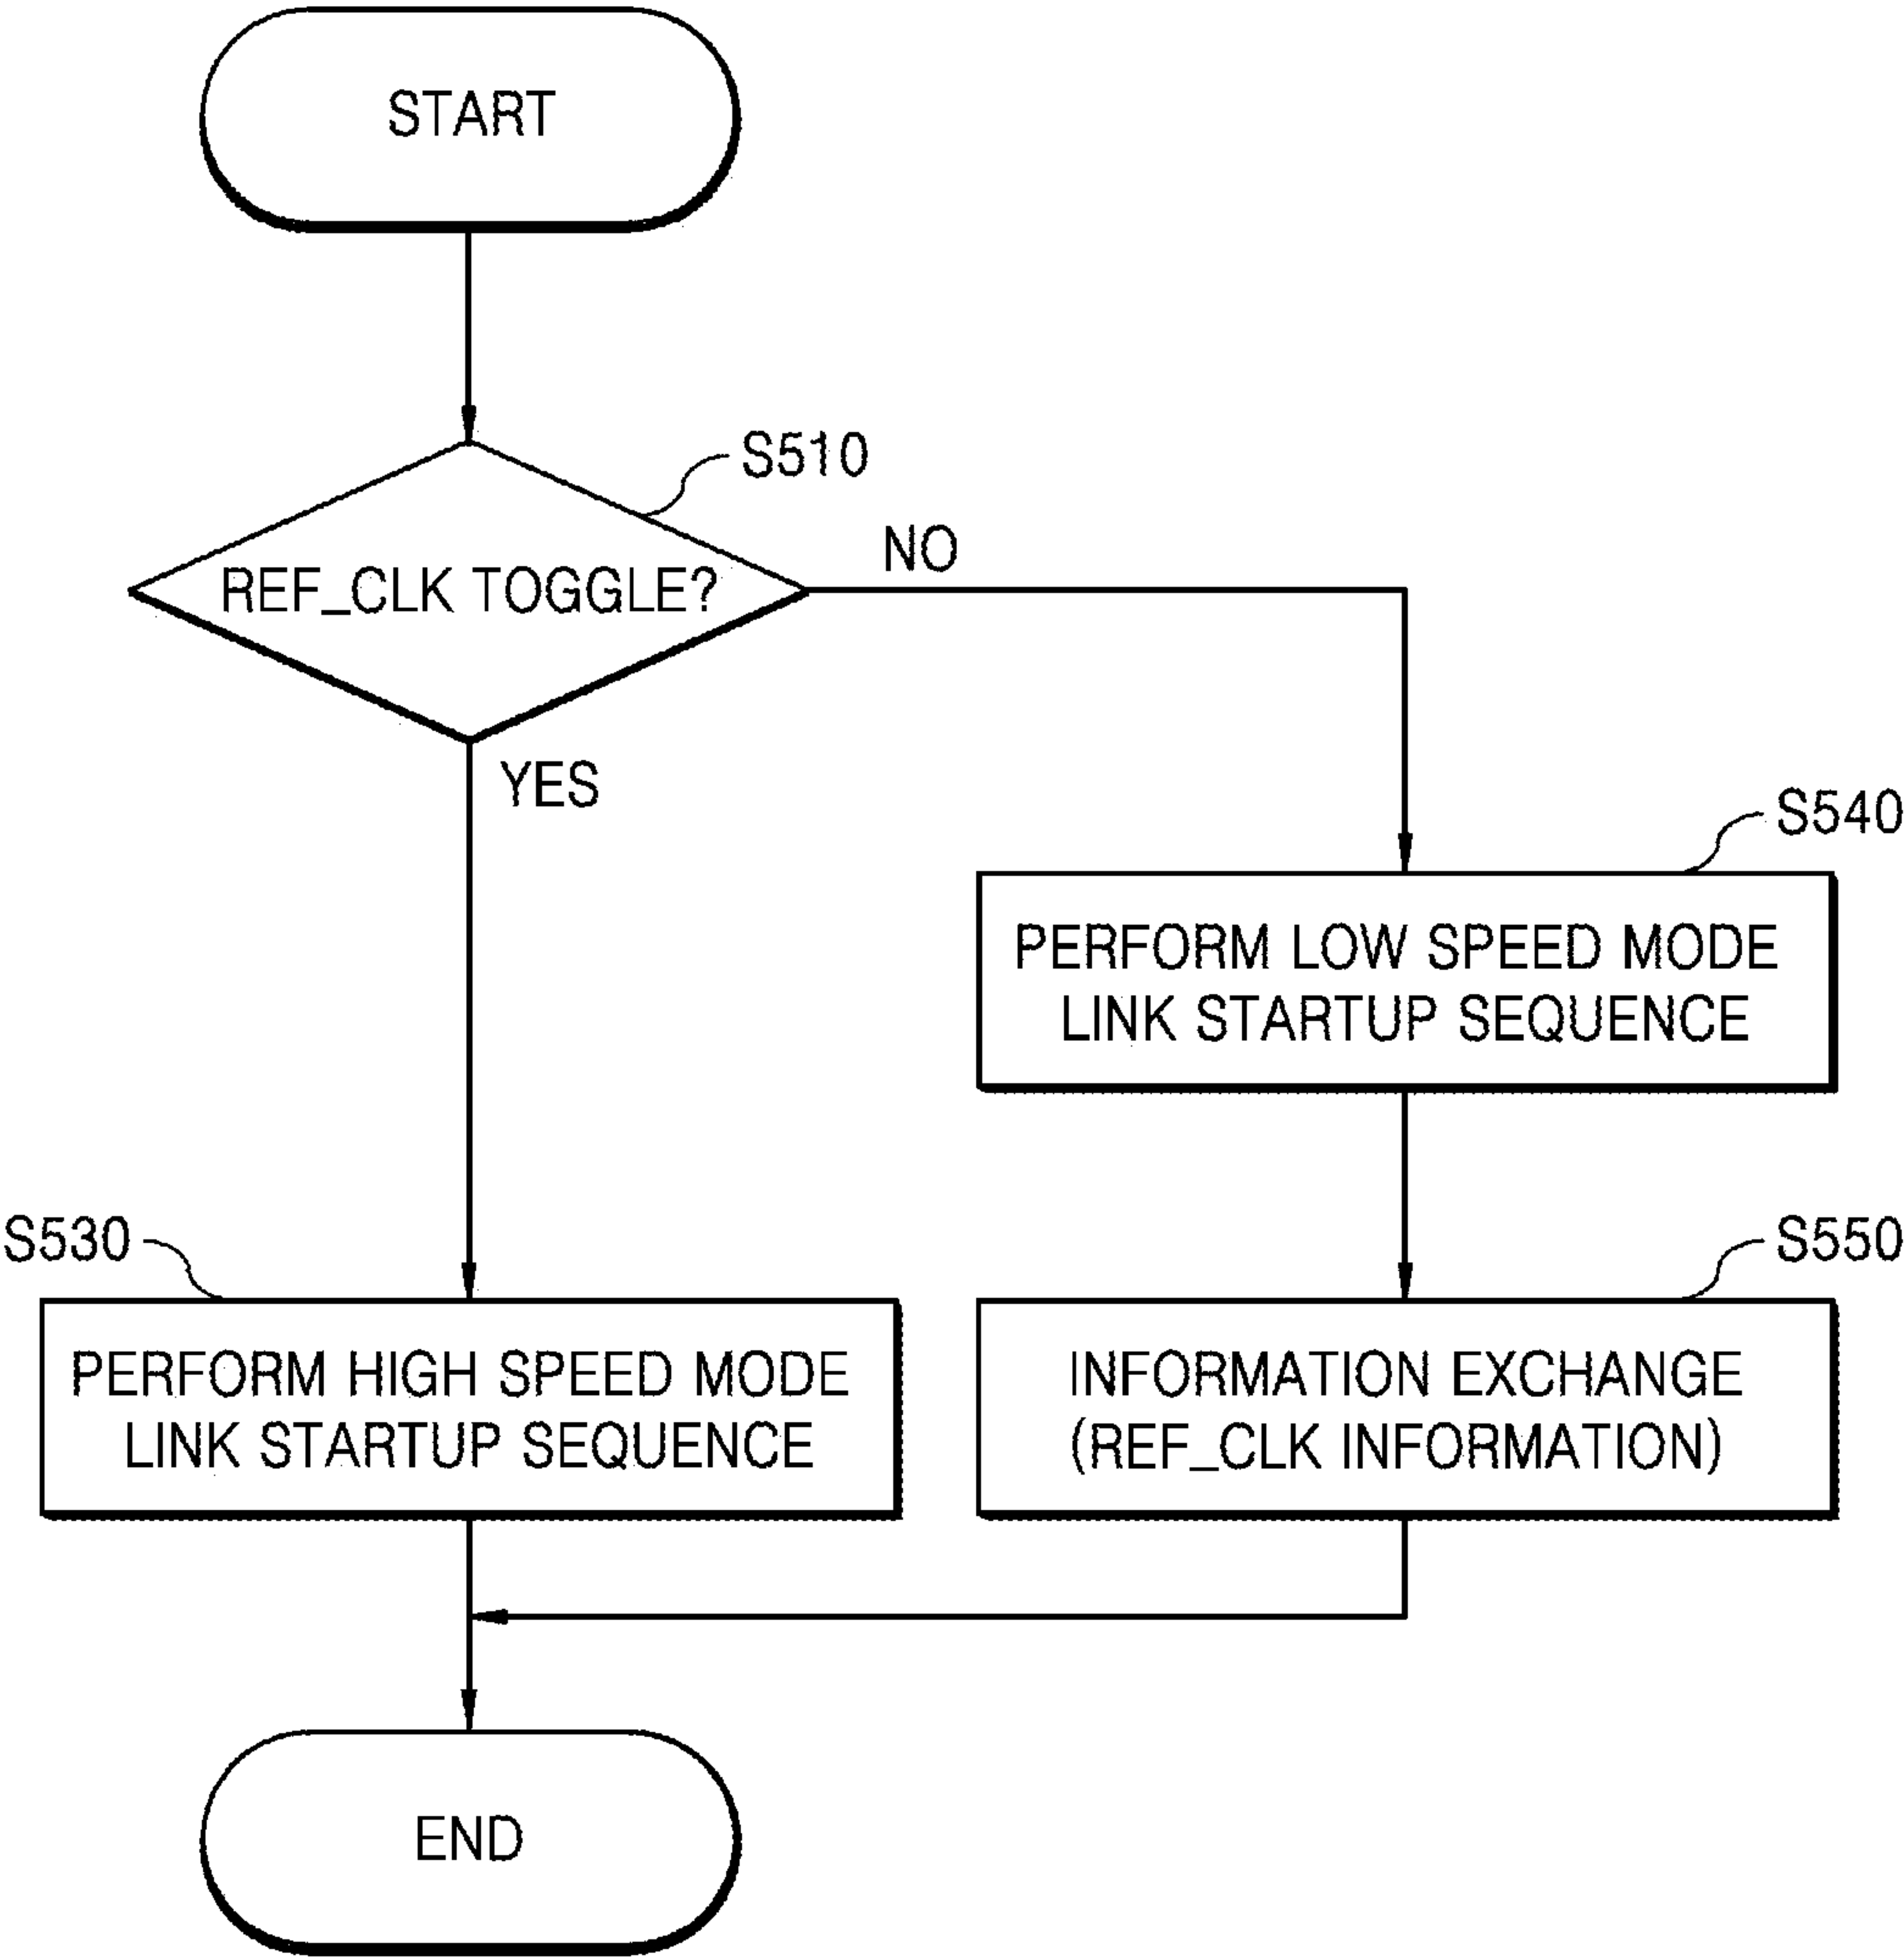 START
S510
REF_CLK TOGGLE?
NO
YES
S540
PERFORM LOW SPEED MODE
LINK STARTUP SEQUENCE
S530
PERFORM HIGH SPEED MODE
LINK STARTUP SEQUENCE
S550
INFORMATION EXCHANGE
(REF_CLK INFORMATION)
END